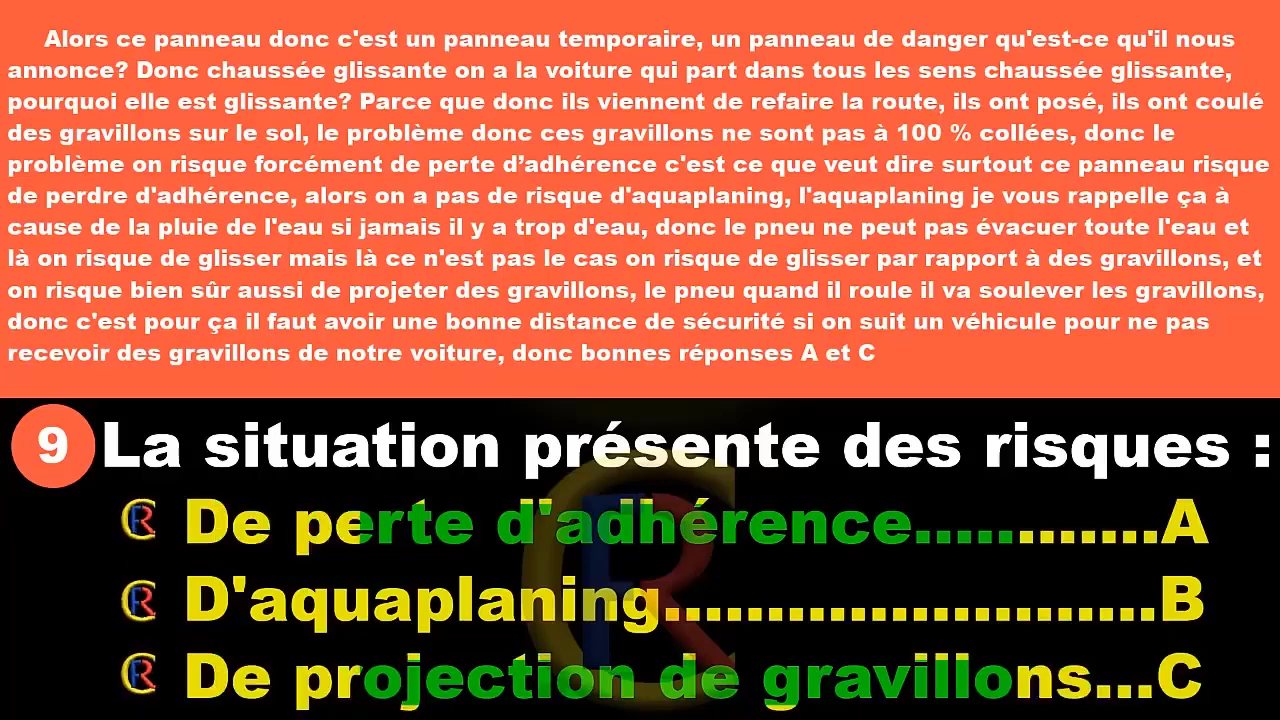 Alors ce panneau donc c'est un panneau temporaire, un panneau de danger qu'est-ce qu'il nous
annonce? Donc chaussée glissante on a la voiture qui part dans tous les sens chaussée glissante,
pourquoi elle est glissante? Parce que donc ils viennent de refaire la route, ils ont posé, ils ont coulé
des gravillons sur le sol, le problème donc ces gravillons ne sont pas à 100 % collées, donc le
problème on risque forcément de perte d’adhérence c'est ce que veut dire surtout ce panneau risque
de perdre d'adhérence, alors on a pas de risque d'aquaplaning, l'aquaplaning je vous rappelle ça à
cause de la pluie de l'eau si jamais il y a trop d'eau, donc le pneu ne peut pas évacuer toute l'eau et
là on risque de glisser mais là ce n'est pas le cas on risque de glisser par rapport à des gravillons, et
on risque bien sûr aussi de projeter des gravillons, le pneu quand il roule il va soulever les gravillons,
donc c'est pour ça il faut avoir une bonne distance de sécurité si on suit un véhicule pour ne pas
recevoir des gravillons de notre voiture, donc bonnes réponses A et C
9 La situation présente des risques :
CR De perte d'adhérence............A
CR D'aquaplaning........................B
CR De projection de gravillons...C